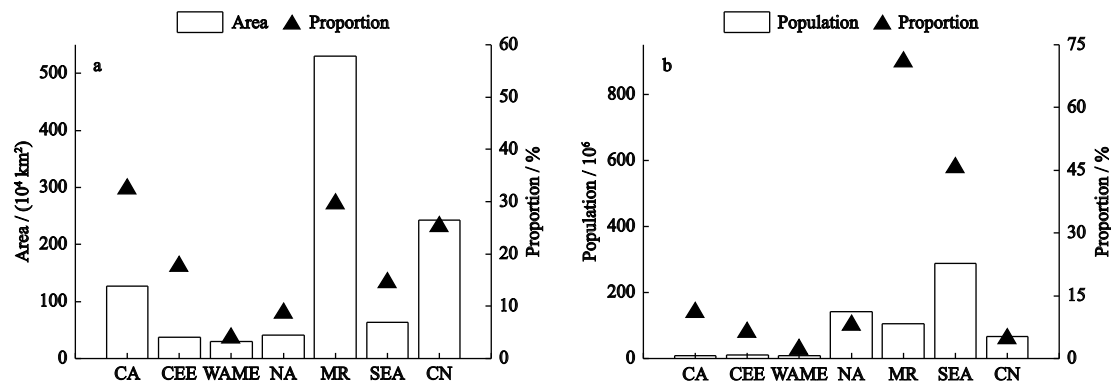 Area Proportion
a
Area / (10⁴ km²)
500
400
300
200
100
0
Proportion / %
60
50
40
30
20
10
0
CA CEE WAME NA MR SEA CN
Population Proportion
b
Population / 10⁶
800
600
400
200
0
Proportion / %
75
60
45
30
15
0
CA CEE WAME NA MR SEA CN